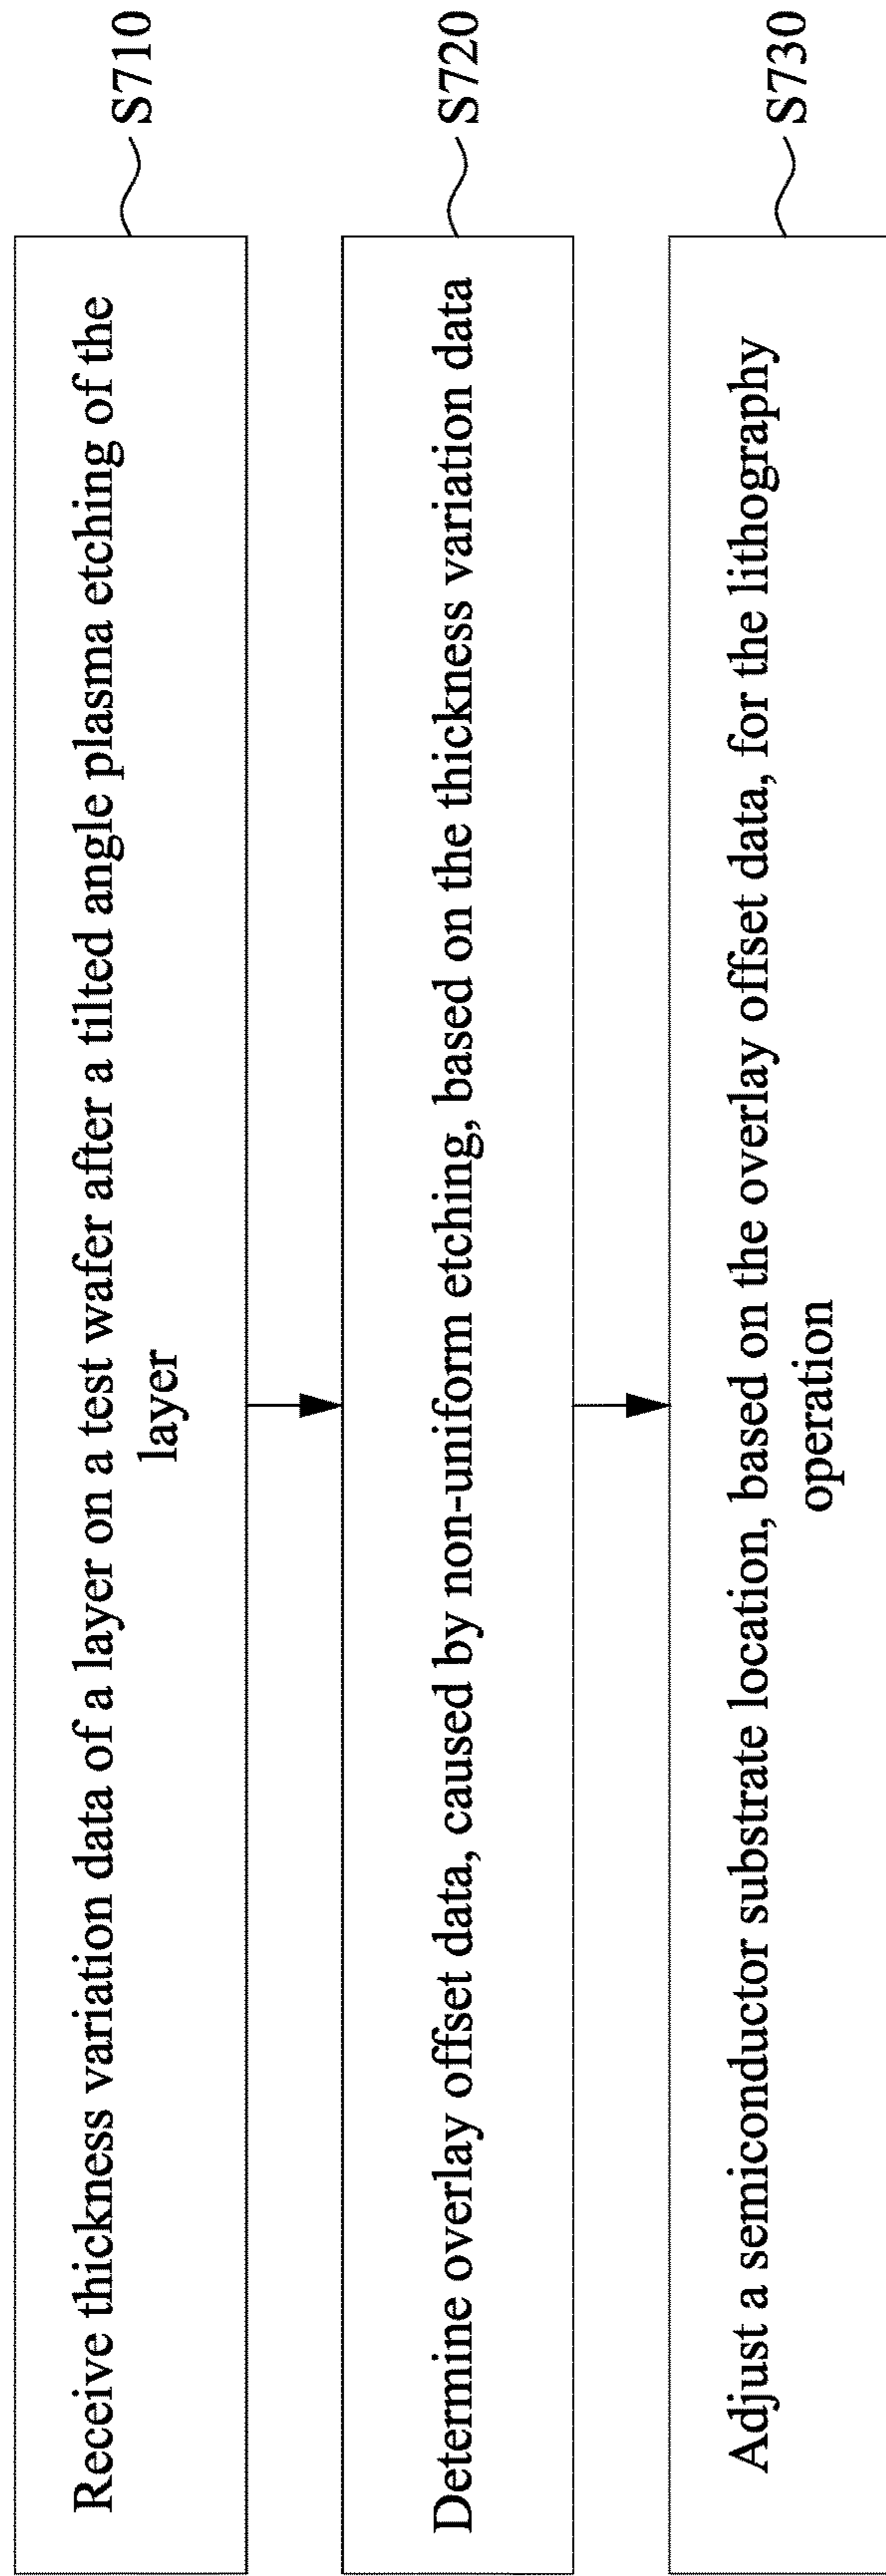 Receive thickness variation data of a layer on a test wafer after a tilted angle plasma etching of the
layer
S710
Determine overlay offset data, caused by non-uniform etching, based on the thickness variation data
S720
Adjust a semiconductor substrate location, based on the overlay offset data, for the lithography
operation
S730